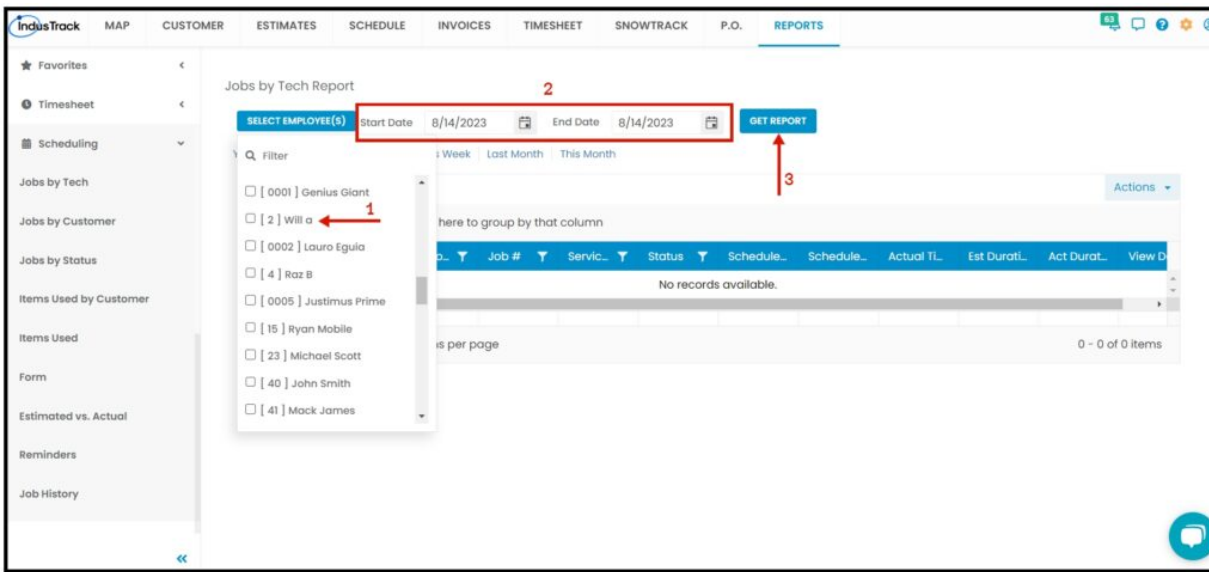 IndusTrack MAP CUSTOMER ESTIMATES SCHEDULE INVOICES TIMESHEET SNOWTRACK P.O. REPORTS 63
Favorites
Timesheet
Scheduling
Jobs by Tech
Jobs by Customer
Jobs by Status
Items Used by Customer
Items Used
Form
Estimated vs. Actual
Reminders
Job History
Jobs by Tech Report
2
SELECT EMPLOYEE(S) Start Date 8/14/2023 End Date 8/14/2023 GET REPORT
3
Week Last Month This Month
Actions
Filter
[ 0001 ] Genius Giant
[ 2 ] Will a 1
[ 0002 ] Lauro Eguia
[ 4 ] Raz B
[ 0005 ] Justimus Prime
[ 15 ] Ryan Mobile
[ 23 ] Michael Scott
[ 40 ] John Smith
[ 41 ] Mack James
here to group by that column
Job # Servic... Status Schedule... Schedule... Actual Ti... Est Durati... Act Durat... View D
No records available.
per page 0 - 0 of 0 items